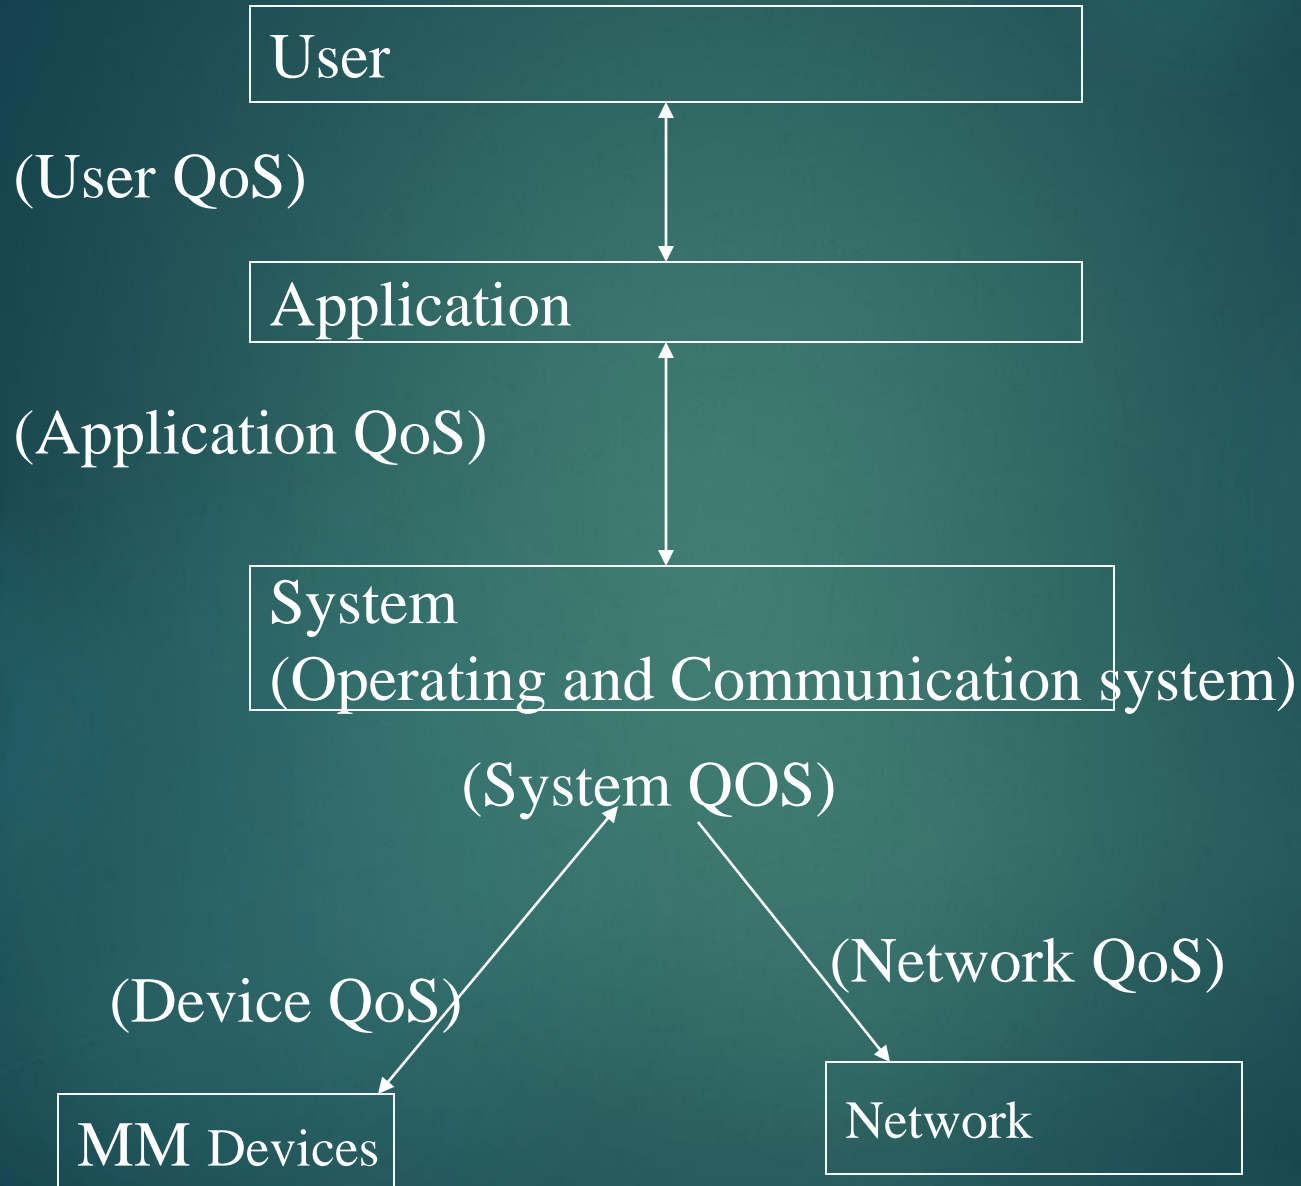 User
(User QoS)
Application
(Application QoS)
System
(Operating and Communication system)
(System QOS)
(Network QoS)
(Device QoS)
Network
MM Devices